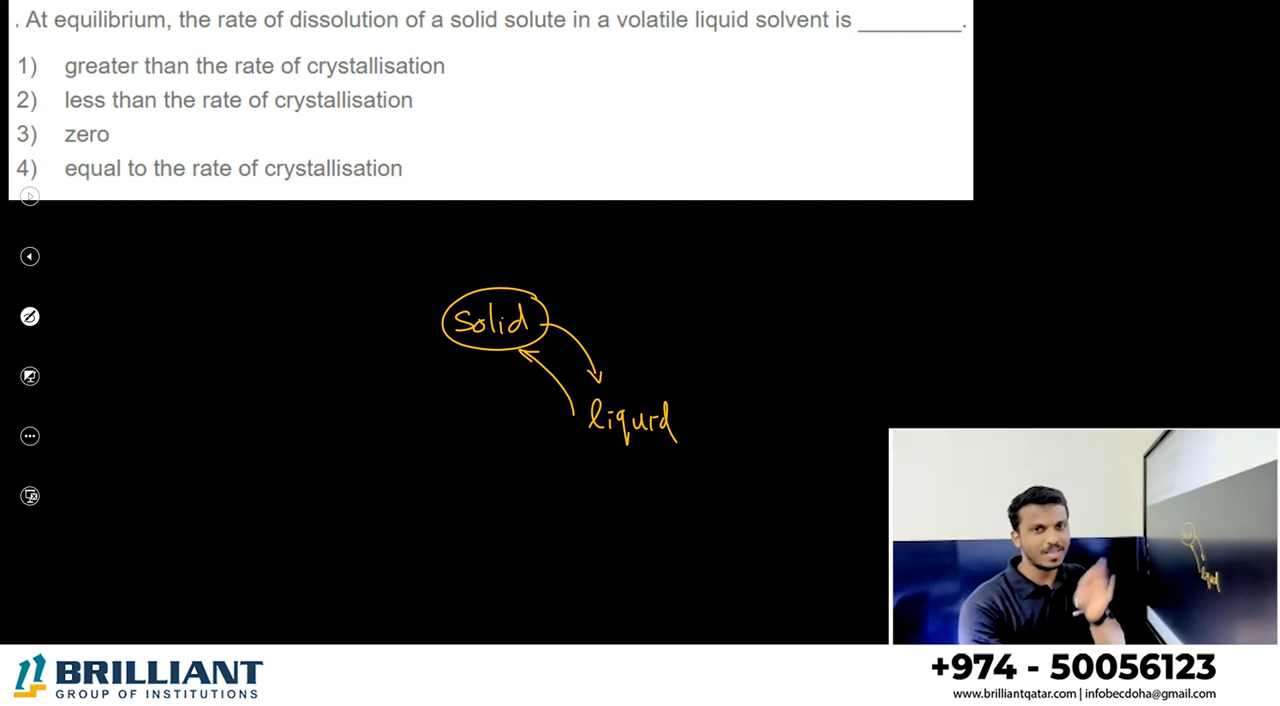 . At equilibrium, the rate of dissolution of a solid solute in a volatile liquid solvent is _________.
1) greater than the rate of crystallisation
2) less than the rate of crystallisation
3) zero
4) equal to the rate of crystallisation
Solid
liquid
BRILLIANT
GROUP OF INSTITUTIONS
+974 - 50056123
www.brilliantqatar.com | infobecdoha@gmail.com